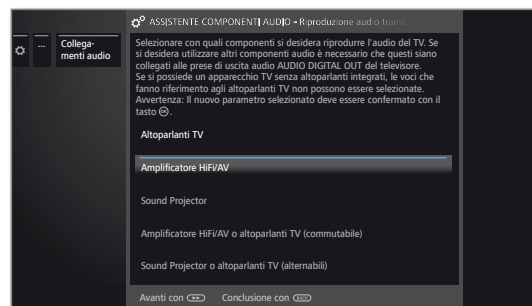 ASSISTENTE COMPONENTI AUDIO • Riproduzione audio tramit
...
Collega-
menti audio
Selezionare con quali componenti si desidera riprodurre l'audio del TV. Se
si desidera utilizzare altri componenti audio è necessario che questi siano
collegati alle prese di uscita audio AUDIO DIGITAL OUT del televisore.
Se si possiede un apparecchio TV senza altoparlanti integrati, le voci che
fanno riferimento agli altoparlanti TV non possono essere selezionate.
Avvertenza: Il nuovo parametro selezionato deve essere confermato con il
tasto OK.
Altoparlanti TV
Amplificatore HiFi/AV
Sound Projector
Amplificatore HiFi/AV o altoparlanti TV (commutabile)
Sound Projector o altoparlanti TV (alternabili)
Avanti con Conclusione con BACK